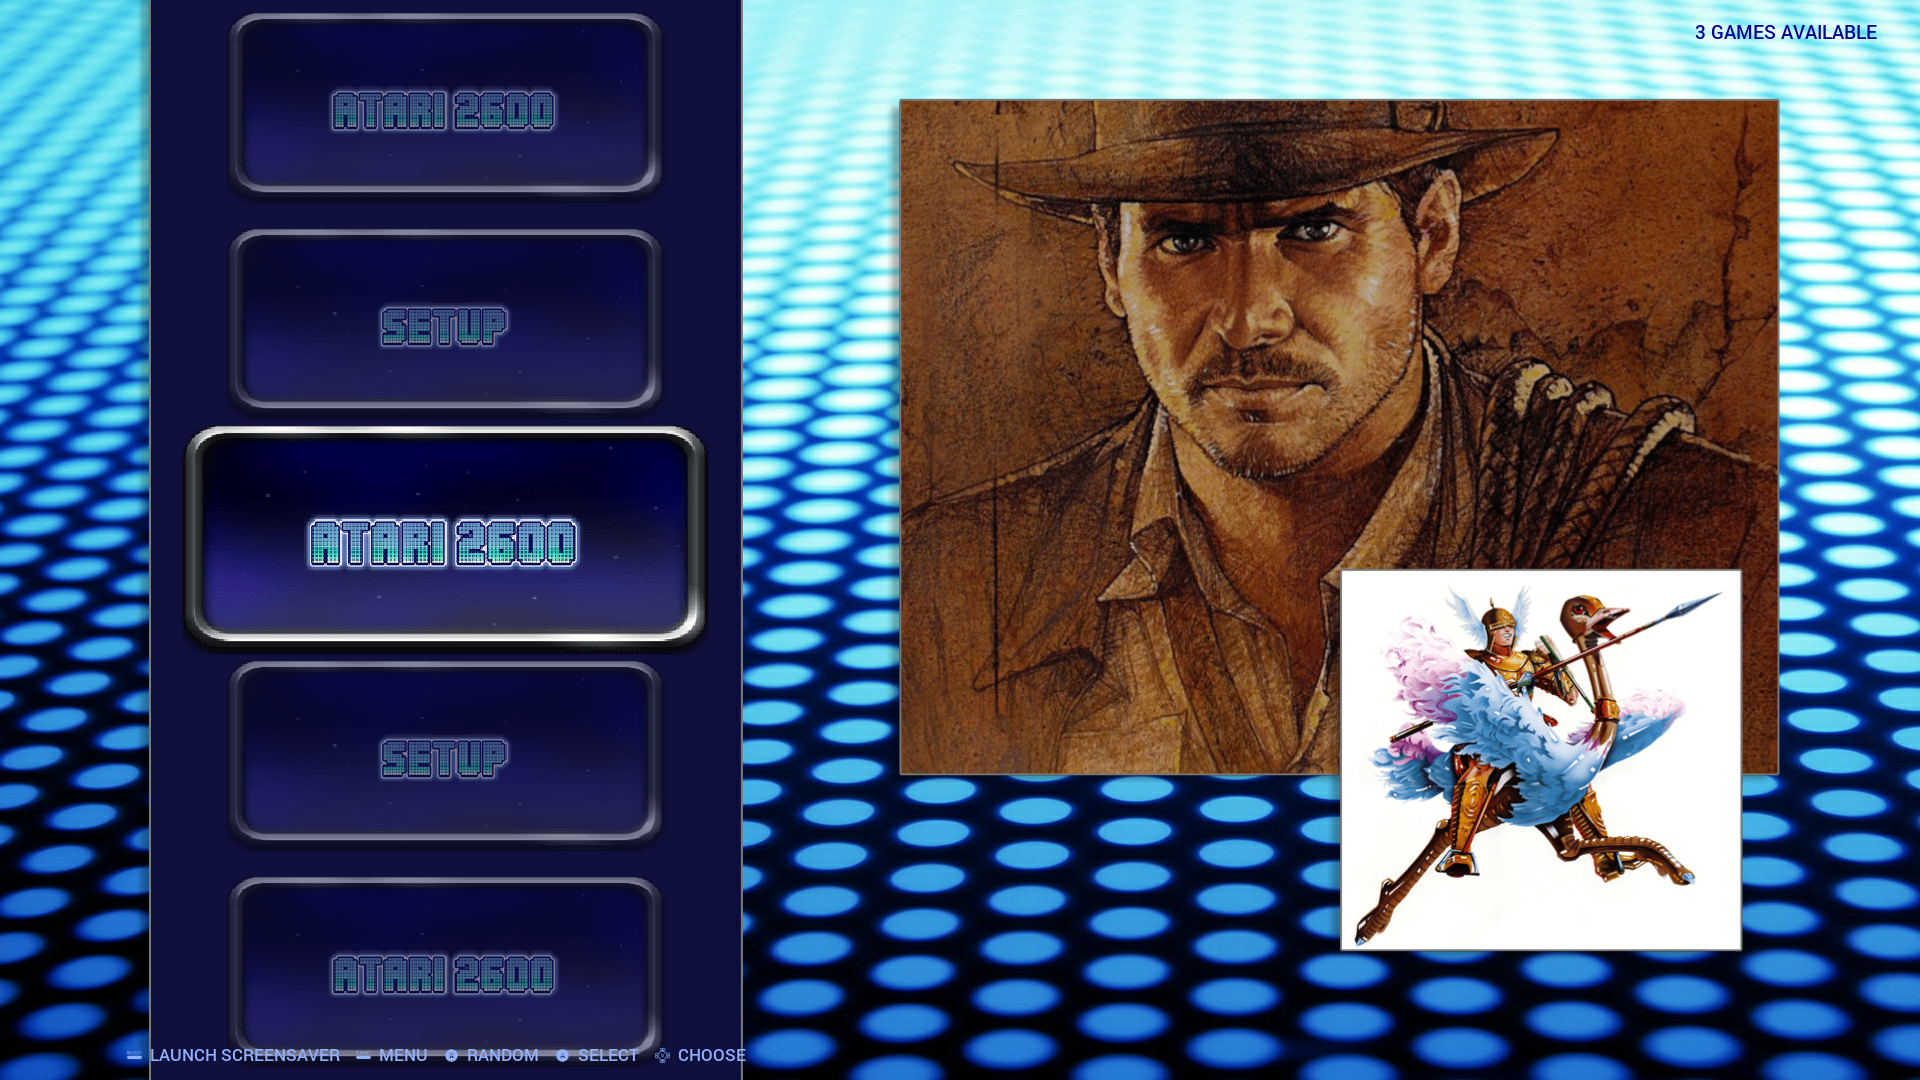 3 GAMES AVAILABLE
ATARI 2600
SETUP
ATARI 2600
SETUP
ATARI 2600
LAUNCH SCREENSAVER MENU RANDOM SELECT CHOOSE